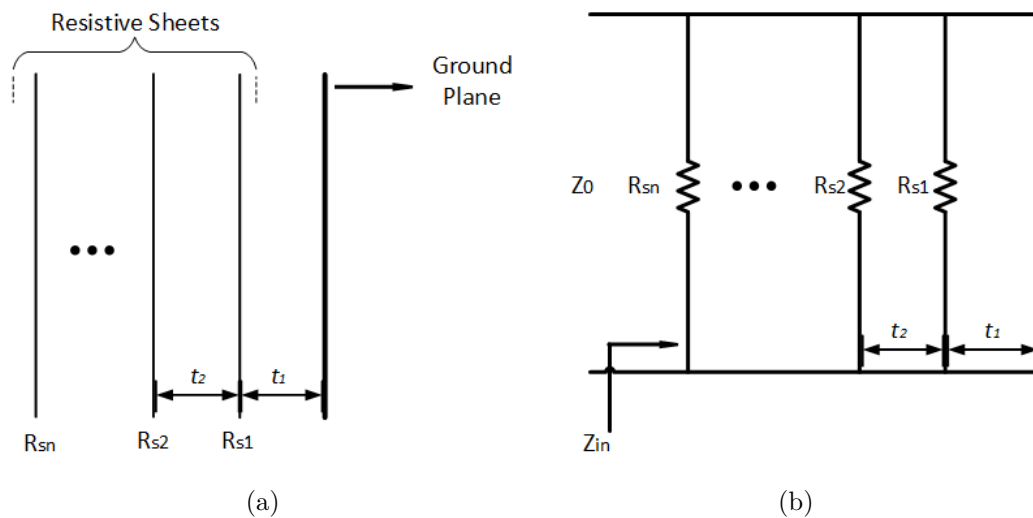 Resistive Sheets
Ground
Plane
t2
t1
Rsn
Rs2
Rs1
(a)
Z0
Rsn
Rs2
Rs1
t2
t1
Zin
(b)